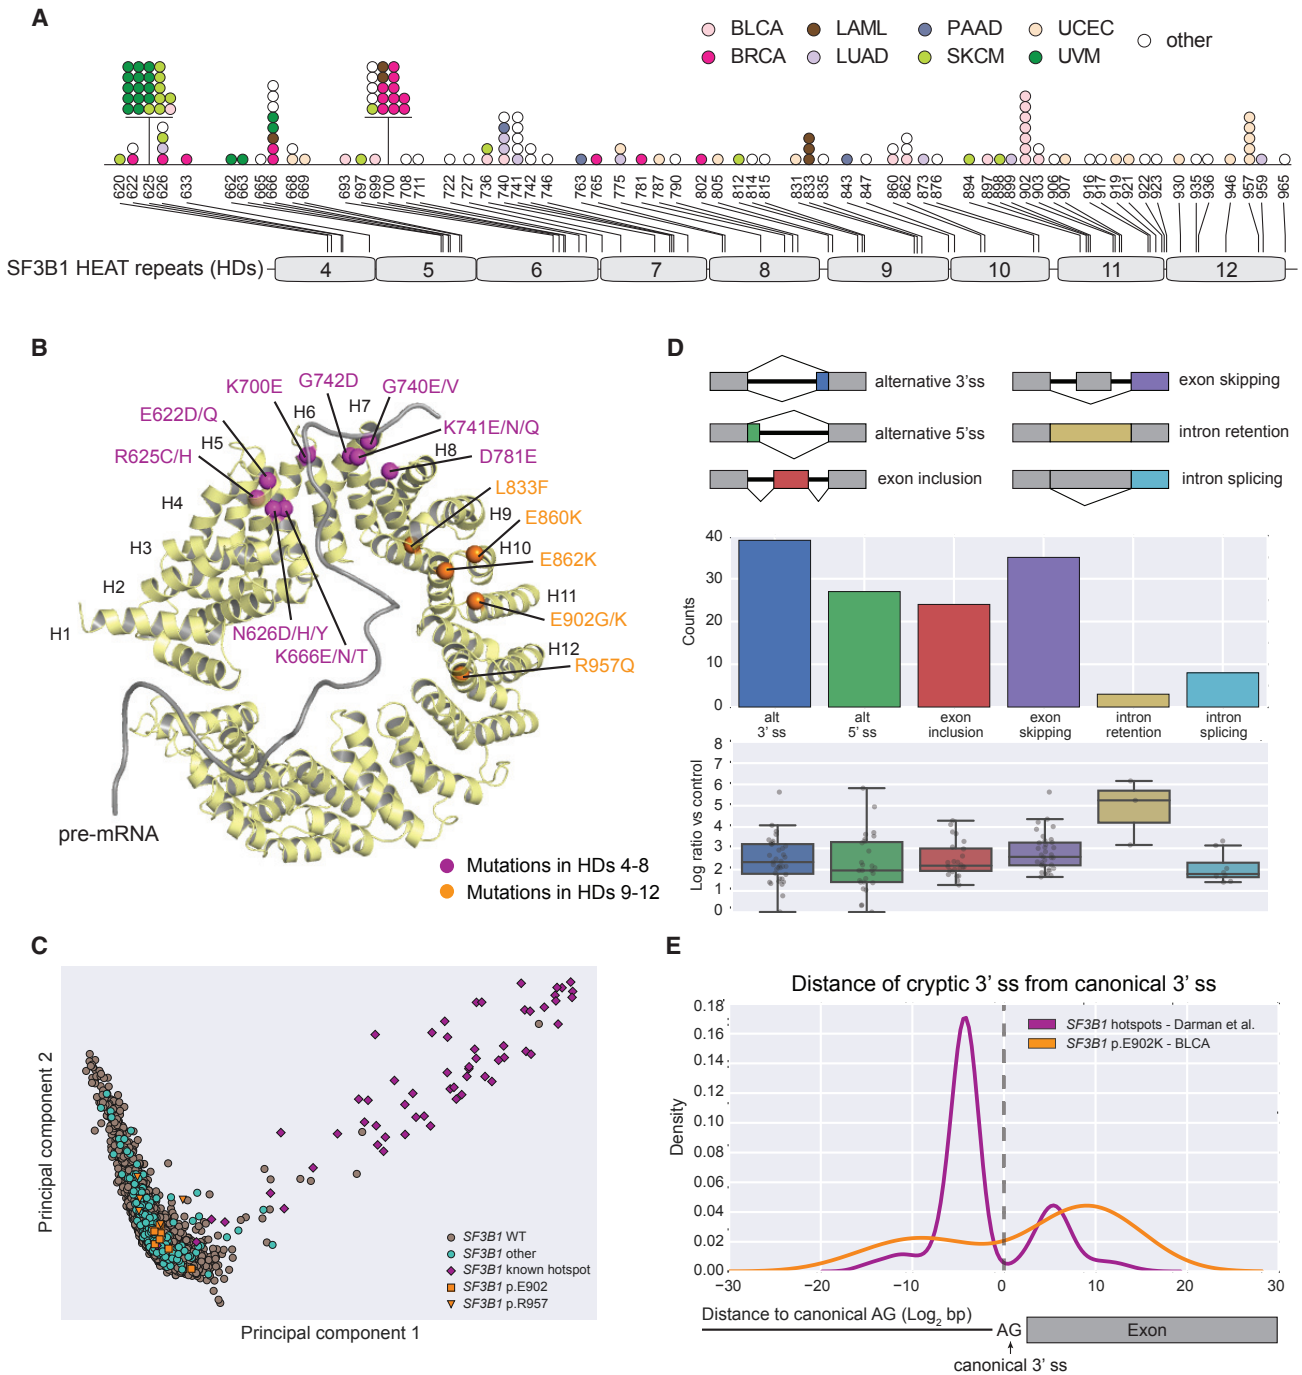 A
BLCA LAML PAAD UCEC other
BRCA LUAD SKCM UVM
620 622 625 626 633 662 663 665 666 668 669 693 697 699 700 708 711 722 727 736 740 741 742 746 763 765 775 781 787 790 802 805 812 814 815 831 833 835 843 847 860 862 873 876 894 897 898 899 902 903 906 907 916 917 919 921 922 923 930 935 936 946 957 959 965
SF3B1 HEAT repeats (HDs) 4 5 6 7 8 9 10 11 12
B
K700E G742D G740E/V
E622D/Q H6 H7
K741E/N/Q
R625C/H H5 H8 D781E
L833F
H4 H9 E860K
H3 H10 E862K
H2 H11
H1 E902G/K
N626D/H/Y
K666E/N/T H12
R957Q
pre-mRNA
Mutations in HDs 4-8
Mutations in HDs 9-12
C
Principal component 2
SF3B1 WT
SF3B1 other
SF3B1 known hotspot
SF3B1 p.E902
SF3B1 p.R957
Principal component 1
D
alternative 3’ss exon skipping
alternative 5’ss intron retention
exon inclusion intron splicing
Counts
40
30
20
10
0
alt 3’ ss
alt 5’ ss
exon inclusion
exon skipping
intron retention
intron splicing
Log ratio vs control
8
7
6
5
4
3
2
1
0
E
Distance of cryptic 3’ ss from canonical 3’ ss
SF3B1 hotspots - Darman et al.
SF3B1 p.E902K - BLCA
Density
0.18
0.16
0.14
0.12
0.10
0.08
0.06
0.04
0.02
0.00
−30 −20 −10 0 10 20 30
Distance to canonical AG (Log2 bp)
AG Exon
canonical 3’ ss